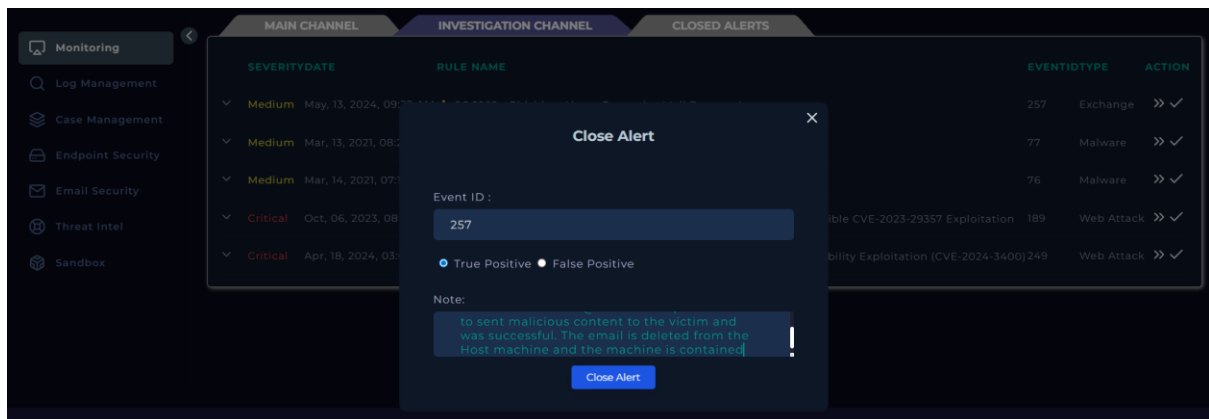 MAIN CHANNEL
INVESTIGATION CHANNEL
CLOSED ALERTS
Monitoring
Log Management
Case Management
Endpoint Security
Email Security
Threat Intel
Sandbox
SEVERITY DATE RULE NAME EVENTID TYPE ACTION
Medium May, 13, 2024, 09: 257 Exchange
Medium Mar, 13, 2021, 08: 77 Malware
Medium Mar, 14, 2021, 07: 76 Malware
Critical Oct, 06, 2023, 08 CVE-2023-29357 Exploitation 189 Web Attack
Critical Apr, 18, 2024, 03: Exploitation (CVE-2024-3400) 249 Web Attack
Close Alert
Event ID :
257
True Positive False Positive
Note:
to sent malicious content to the victim and
was successful. The email is deleted from the
Host machine and the machine is contained
Close Alert